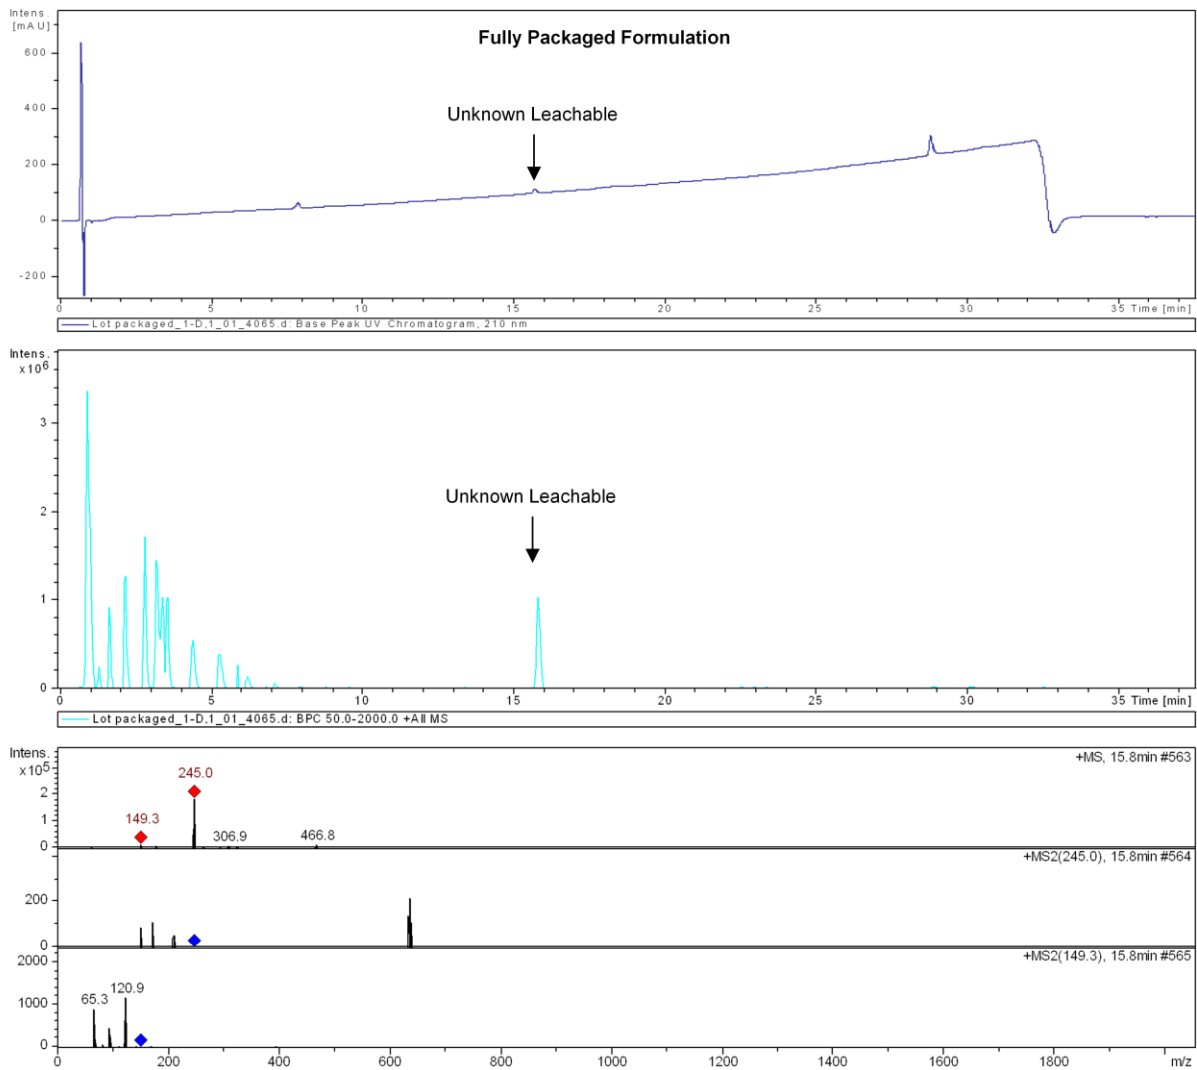 Intens.
[mAU]
Fully Packaged Formulation
600
Unknown Leachable
400
200
0
-200
0 5 10 15 20 25 30 35 Time [min]
Lot packaged_1-D,1_01_4065.d: Base Peak UV Chromatogram, 210 nm
Intens.
x10⁶
3
Unknown Leachable
2
1
0
0 5 10 15 20 25 30 35 Time [min]
Lot packaged_1-D,1_01_4065.d: BPC 50.0-2000.0 +All MS
Intens.
x10⁵
+MS, 15.8min #563
245.0
2
149.3
1
306.9
466.8
0
+MS2(245.0), 15.8min #564
200
0
+MS2(149.3), 15.8min #565
2000
65.3
120.9
1000
0
0 200 400 600 800 1000 1200 1400 1600 1800 m/z